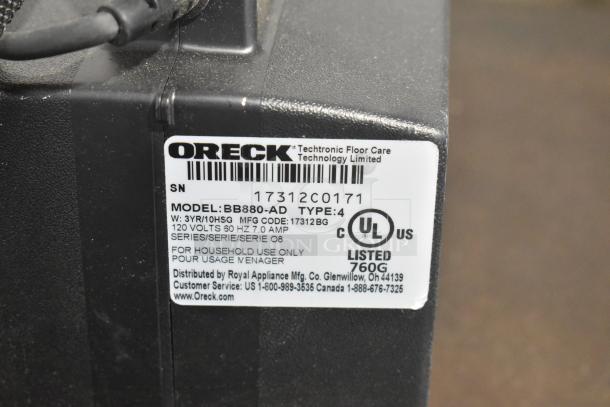 ORECK Techtronic Floor Care
Technology Limited
SN
17312C0171
MODEL:BB880-AD TYPE:4
W: 3YR/10HSG MFG CODE: 17312BG
120 VOLTS 60 HZ 7.0 AMP
SERIES/SERIE/SERIE 08
FOR HOUSEHOLD USE ONLY
POUR USAGE MENAGER
C UL US
LISTED
760G
Distributed by Royal Appliance Mfg. Co. Glenwillow, Oh 44139
Customer Service: US 1-800-989-3535 Canada 1-888-676-7325
www.Oreck.com